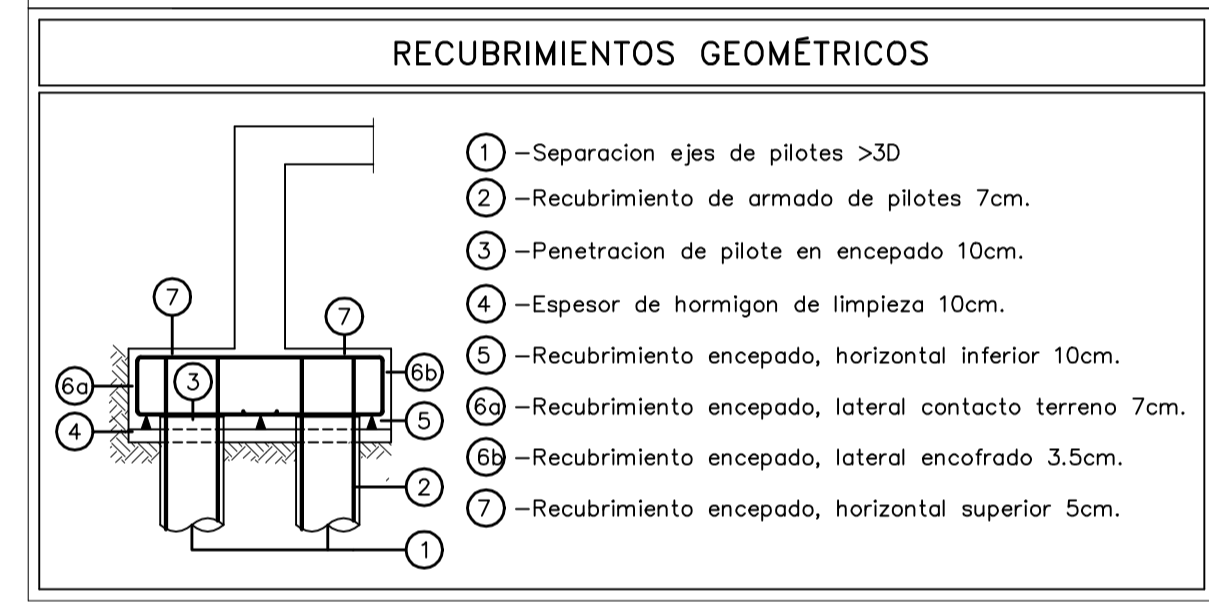 RECUBRIMIENTOS GEOMÉTRICOS
1 -Separacion ejes de pilotes >3D
2 -Recubrimiento de armado de pilotes 7cm.
3 -Penetracion de pilote en encepado 10cm.
4 -Espesor de hormigon de limpieza 10cm.
5 -Recubrimiento encepado, horizontal inferior 10cm.
6a -Recubrimiento encepado, lateral contacto terreno 7cm.
6b -Recubrimiento encepado, lateral encofrado 3.5cm.
7 -Recubrimiento encepado, horizontal superior 5cm.
7
7
6a
3
6b
4
5
2
1